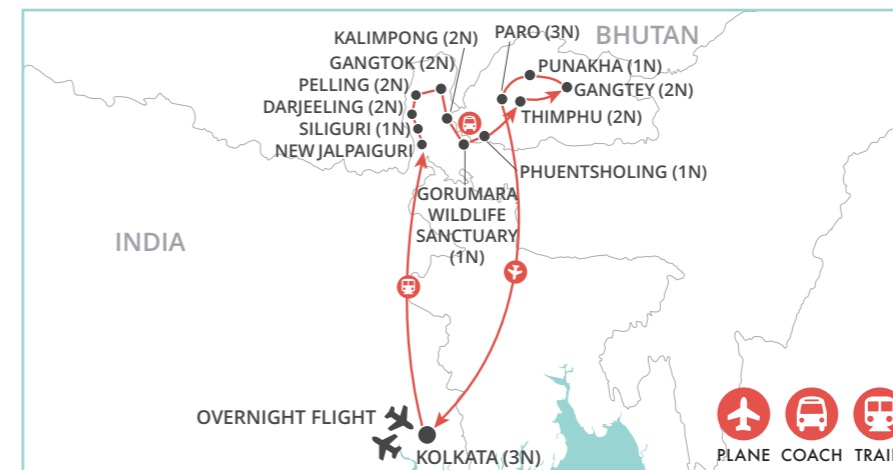 KALIMPONG (2N)
PARO (3N)
BHUTAN
GANGTOK (2N)
PUNAKHA (1N)
PELLING (2N)
GANGTEY (2N)
DARJEELING (2N)
THIMPHU (2N)
SILIGURI (1N)
NEW JALPAIGURI
PHUENTSHOLING (1N)
GORUMARA
WILDLIFE
SANCTUARY
(1N)
INDIA
OVERNIGHT FLIGHT
KOLKATA (3N)
PLANE
COACH
TRAI